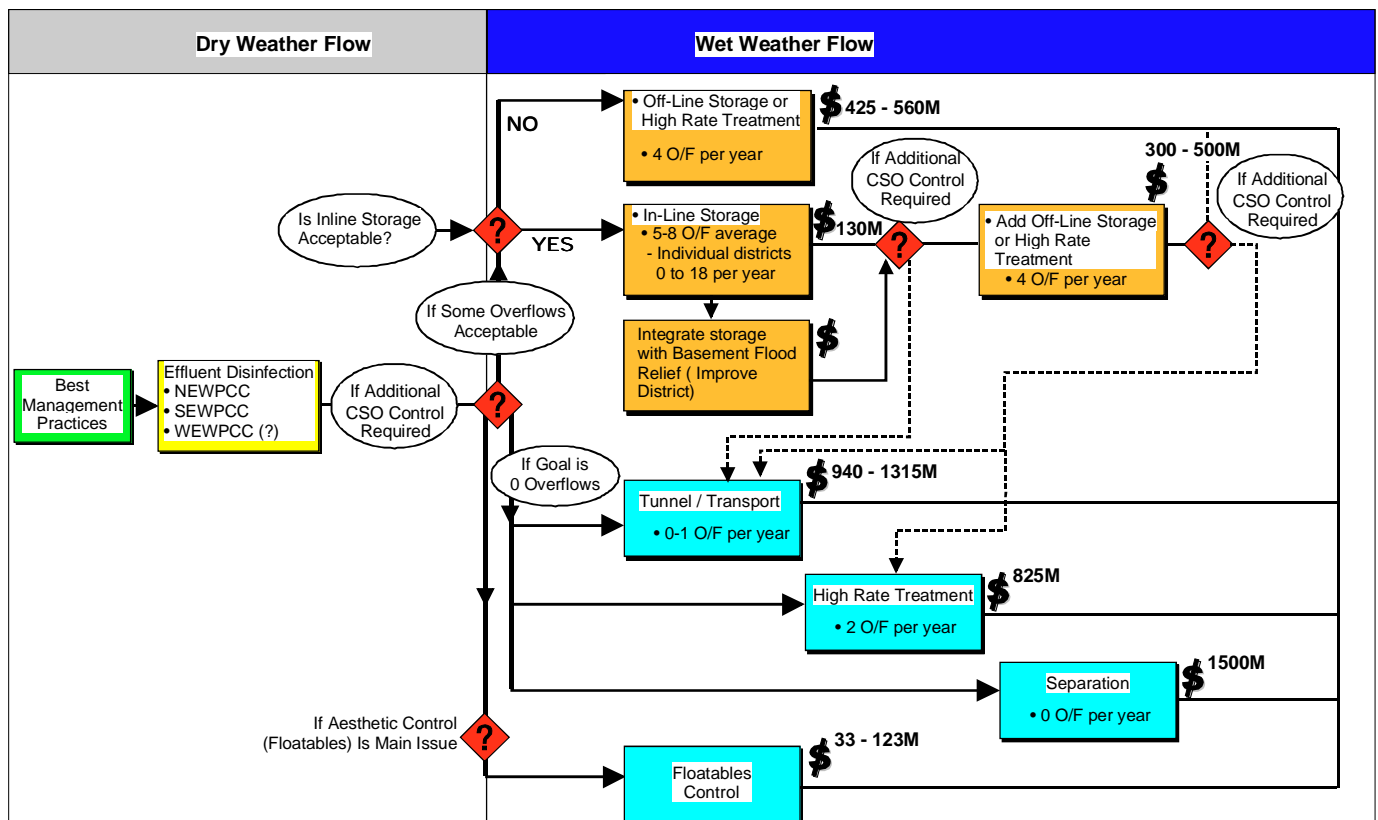 Dry Weather Flow
Wet Weather Flow
NO
• Off-Line Storage or
High Rate Treatment
• 4 O/F per year
$ 425 - 560M
If Additional
CSO Control
Required
300 - 500M
$
If Additional
CSO Control
Required
Is Inline Storage
Acceptable?
?
YES
• In-Line Storage
• 5-8 O/F average
- Individual districts
0 to 18 per year
$
130M
?
Add Off-Line Storage
or High Rate
Treatment
• 4 O/F per year
?
If Some Overflows
Acceptable
Integrate storage
with Basement Flood
Relief ( Improve
District)
$
Best
Management
Practices
Effluent Disinfection
• NEWPCC
• SEWPCC
• WEWPCC (?)
If Additional
CSO Control
Required
?
If Goal is
0 Overflows
Tunnel / Transport
• 0-1 O/F per year
$ 940 - 1315M
High Rate Treatment
• 2 O/F per year
$ 825M
Separation
• 0 O/F per year
$ 1500M
If Aesthetic Control
(Floatables) Is Main Issue
?
Floatables
Control
$ 33 - 123M